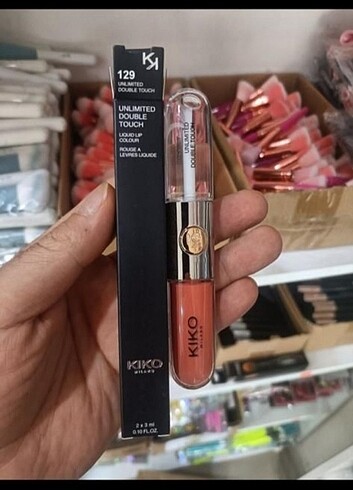 KK
129
UNLIMITED
DOUBLE TOUCH
UNLIMITED
DOUBLE
TOUCH
LIQUID LIP
COLOUR
ROUGE À
LÈVRES LIQUIDE
KIKO
MILANO
2 x 3 ml
0.10 FL.OZ.
UNLIMITED
DOUBLE TOUCH
KIKO
MILANO